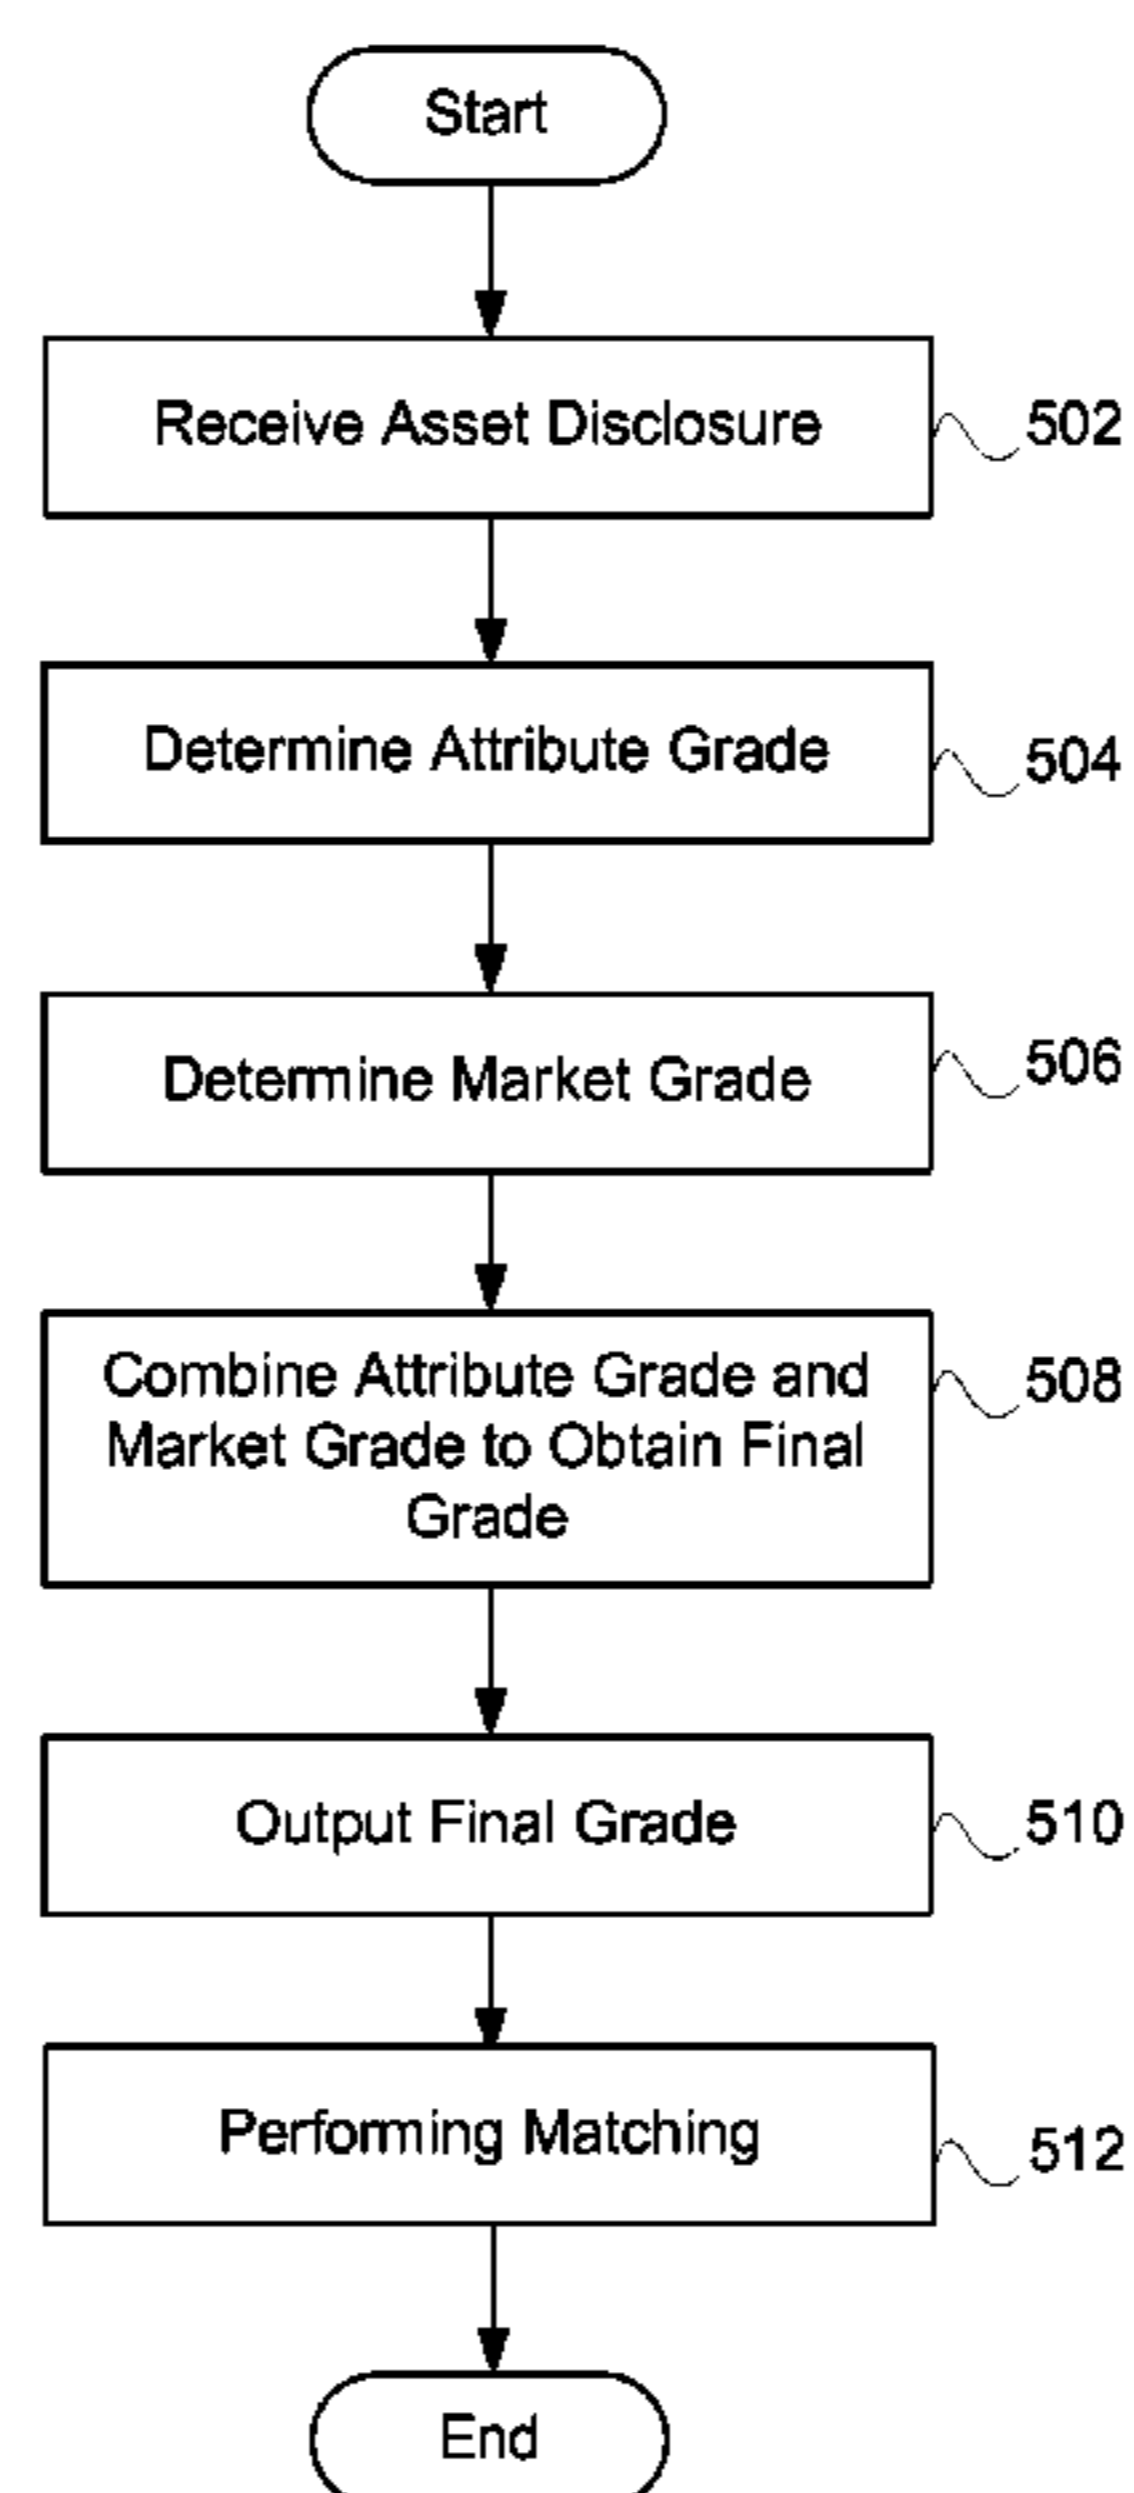 Start
Receive Asset Disclosure
502
Determine Attribute Grade
504
Determine Market Grade
506
Combine Attribute Grade and
Market Grade to Obtain Final
Grade
508
Output Final Grade
510
Performing Matching
512
End